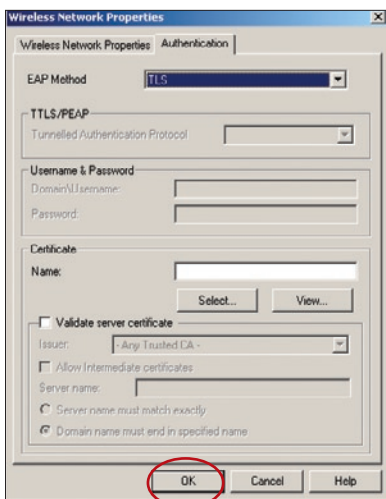 Wireless Network Properties
Wireless Network Properties Authentication
EAP Method TLS
TTLS/PEAP
Tunnelled Authentication Protocol
Username & Password
Domain\Username:
Password:
Certificate
Name:
Select... View...
Validate server certificate
Issuer: - Any Trusted CA -
Allow Intermediate certificates
Server name:
Server name must match exactly
Domain name must end in specified name
OK Cancel Help